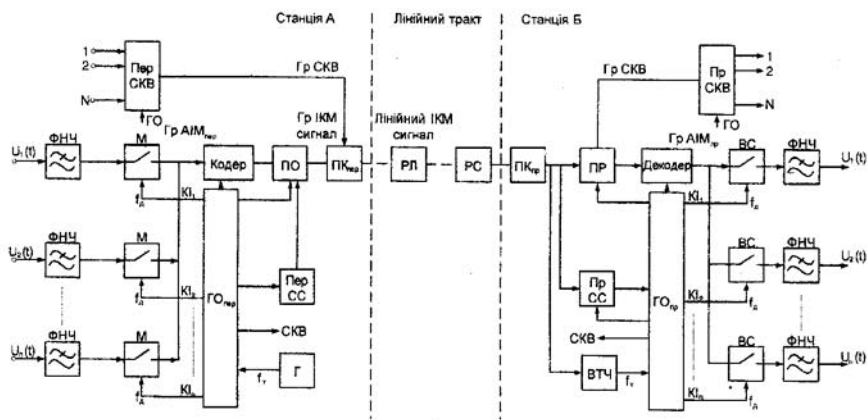 Станція А
Лінійний тракт
Станція Б
1
2
N
Пер СКВ
ГО
Гр СКВ
Гр АІМпер
Гр ІКМ сигнал
Лінійний ІКМ сигнал
Гр СКВ
Пр СКВ
1
2
N
ГО
Гр АІМпр
U₁(t)
ФНЧ
М
Кодер
ПО
ПКпер
РЛ
РС
ПКпр
ПР
Декодер
ВС
ФНЧ
U₁(t)
fд
КІ₁
КІ₁
fд
U₂(t)
ФНЧ
М
fд
КІ₂
ГОпер
Пер СС
СКВ
Г
fт
Пр СС
СКВ
ВТЧ
fт
ГОпр
КІ₂
ВС
fд
ФНЧ
U₂(t)
Uₙ(t)
ФНЧ
М
fд
КІₙ
КІₙ
ВС
fд
ФНЧ
Uₙ(t)